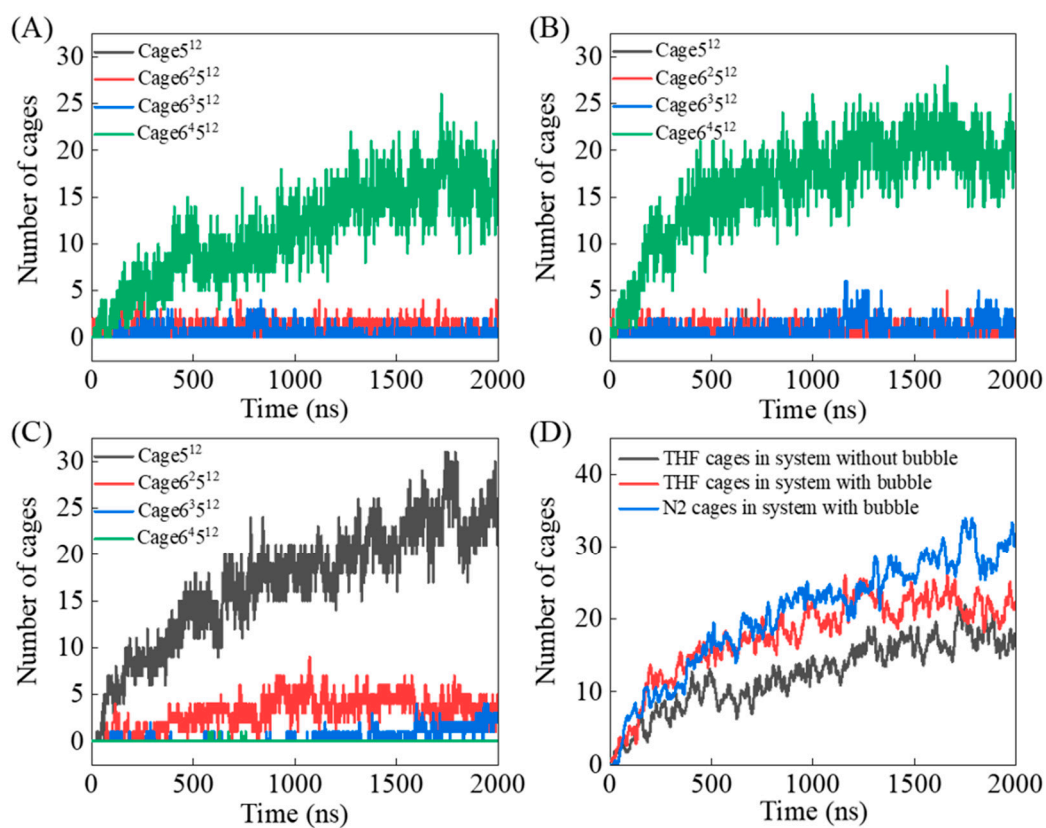 (A)
Cage5¹²
Cage6²5¹²
Cage6³5¹²
Cage6⁴5¹²
Number of cages
30
25
20
15
10
5
0
0 500 1000 1500 2000
Time (ns)
(B)
Cage5¹²
Cage6²5¹²
Cage6³5¹²
Cage6⁴5¹²
Number of cages
30
25
20
15
10
5
0
0 500 1000 1500 2000
Time (ns)
(C)
Cage5¹²
Cage6²5¹²
Cage6³5¹²
Cage6⁴5¹²
Number of cages
30
25
20
15
10
5
0
0 500 1000 1500 2000
Time (ns)
(D)
THF cages in system without bubble
THF cages in system with bubble
N2 cages in system with bubble
Number of cages
40
30
20
10
0
0 500 1000 1500 2000
Time (ns)